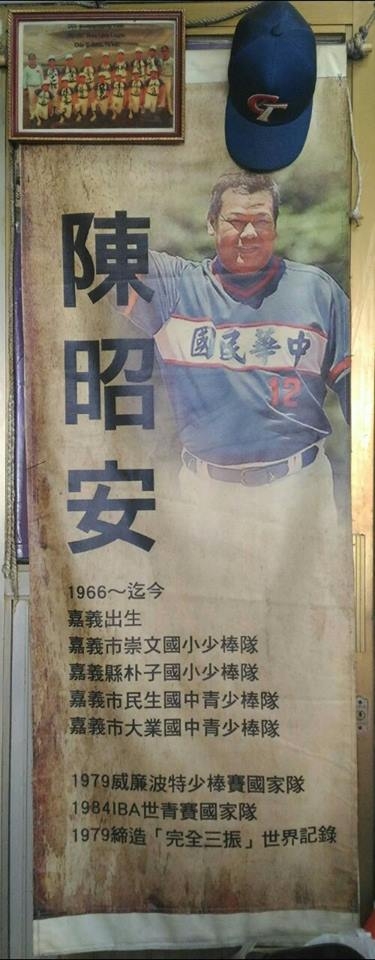 CT
陳昭安
中華民國
12
1966～迄今
嘉義出生
嘉義市崇文國小少棒隊
嘉義縣朴子國小少棒隊
嘉義市民生國中青少棒隊
嘉義市大業國中青少棒隊
1979威廉波特少棒賽國家隊
1984IBA世青賽國家隊
1979締造「完全三振」世界記錄